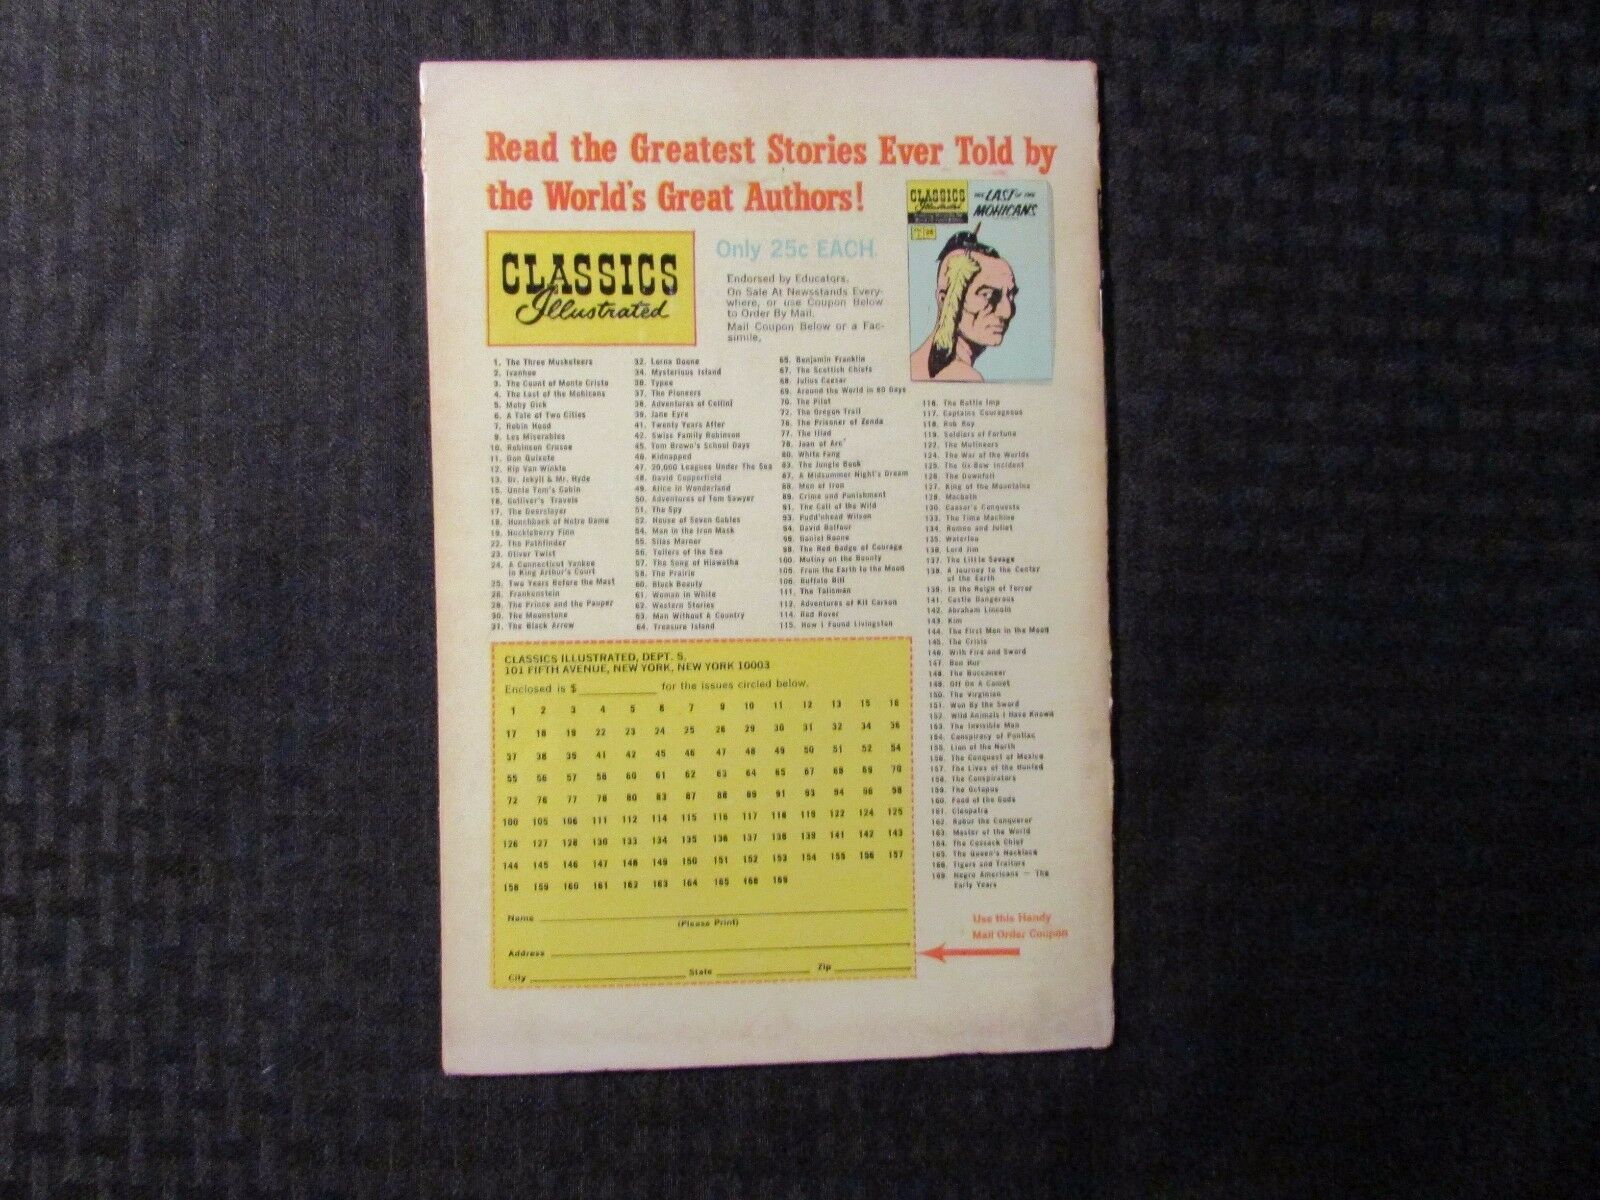 Read the Greatest Stories Ever Told by
the World's Great Authors!
CLASSICS
Illustrated
Only 25c EACH
Endorsed by Educators.
On Sale At Newsstands Every-
where, or use Coupon Below
to Order By Mail.
Mail Coupon Below or a Fac-
simile,
CLASSICS
Illustrated
THE LAST OF THE
MOHICANS
1. The Three Musketeers
2. Ivanhoe
3. The Count of Monte Cristo
4. The Last of the Mohicans
5. Moby Dick
6. A Tale of Two Cities
7. Robin Hood
9. Les Miserables
10. Robinson Crusoe
11. Don Quixote
12. Rip Van Winkle
13. Dr. Jekyll & Mr. Hyde
15. Uncle Tom's Cabin
16. Gulliver's Travels
17. The Deerslayer
18. Hunchback of Notre Dame
19. Huckleberry Finn
22. The Pathfinder
23. Oliver Twist
24. A Connecticut Yankee
in King Arthur's Court
25. Two Years Before the Mast
26. Frankenstein
29. The Prince and the Pauper
30. The Moonstone
31. The Black Arrow
32. Lorna Doone
34. Mysterious Island
36. Typee
37. The Pioneers
38. Adventures of Cellini
39. Jane Eyre
41. Twenty Years After
42. Swiss Family Robinson
45. Tom Brown's School Days
46. Kidnapped
47. 20,000 Leagues Under The Sea
48. David Copperfield
49. Alice in Wonderland
50. Adventures of Tom Sawyer
51. The Spy
52. House of Seven Gables
54. Man in the Iron Mask
55. Silas Marner
56. Toilers of the Sea
57. The Song of Hiawatha
58. The Prairie
60. Black Beauty
61. Woman in White
62. Western Stories
63. Man Without A Country
64. Treasure Island
65. Benjamin Franklin
67. The Scottish Chiefs
68. Julius Caesar
69. Around the World in 80 Days
70. The Pilot
72. The Oregon Trail
76. The Prisoner of Zenda
77. The Iliad
78. Joan of Arc
80. White Fang
83. The Jungle Book
87. A Midsummer Night's Dream
88. Men of Iron
89. Crime and Punishment
91. The Call of the Wild
93. Pudd'nhead Wilson
94. David Balfour
96. Daniel Boone
98. The Red Badge of Courage
100. Mutiny on the Bounty
105. From the Earth to the Moon
106. Buffalo Bill
111. The Talisman
112. Adventures of Kit Carson
114. Red Rover
115. How I Found Livingston
116. The Bottle Imp
117. Captains Courageous
118. Rob Roy
119. Soldiers of Fortune
122. The Mutineers
124. The War of the Worlds
125. The Ox-Bow Incident
126. The Downfall
127. King of the Mountains
128. Macbeth
130. Caesar's Conquests
133. The Time Machine
134. Romeo and Juliet
135. Waterloo
136. Lord Jim
137. The Little Savage
138. A Journey to the Center
of the Earth
139. In the Reign of Terror
141. Castle Dangerous
142. Abraham Lincoln
143. Kim
144. The First Men in the Moon
145. The Crisis
146. With Fire and Sword
147. Ben Hur
148. The Buccaneer
149. Off On A Comet
150. The Virginian
151. Won By the Sword
152. Wild Animals I Have Known
153. The Invisible Man
154. Conspiracy of Pontiac
155. Lion of the North
156. The Conquest of Mexico
157. The Lives of the Hunted
158. The Conspirators
159. The Octopus
160. Food of the Gods
161. Cleopatra
162. Robur the Conqueror
163. Master of the World
164. The Cossack Chief
165. The Queen's Necklace
166. Tigers and Traitors
169. Negro Americans — The
Early Years
CLASSICS ILLUSTRATED, DEPT. S
101 FIFTH AVENUE, NEW YORK, NEW YORK 10003
Enclosed is $ for the issues circled below.
1 2 3 4 5 6 7 9 10 11 12 13 15 16
17 18 19 22 23 24 25 26 29 30 31 32 34 36
37 38 39 41 42 45 46 47 48 49 50 51 52 54
55 56 57 58 60 61 62 63 64 65 67 68 69 70
72 76 77 78 80 83 87 88 89 91 93 94 96 98
100 105 106 111 112 114 115 116 117 118 119 122 124 125
126 127 128 130 133 134 135 136 137 138 139 141 142 143
144 145 146 147 148 149 150 151 152 153 154 155 156 157
158 159 160 161 162 163 164 165 166 169
Name
(Please Print)
Address
City State Zip
Use this Handy
Mail Order Coupon